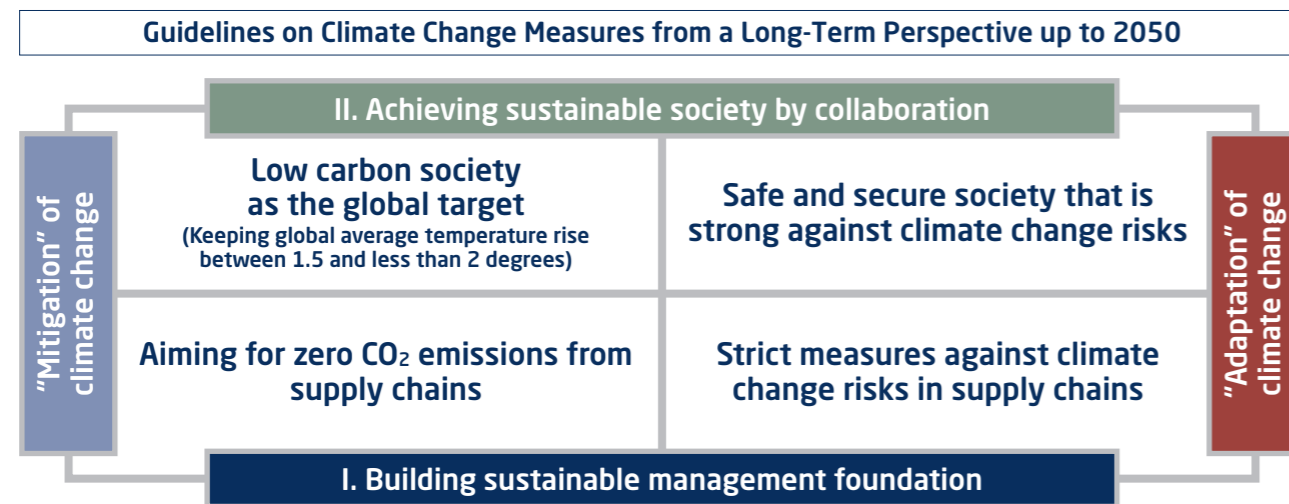 Guidelines on Climate Change Measures from a Long-Term Perspective up to 2050
II. Achieving sustainable society by collaboration
"Mitigation" of
climate change
Low carbon society
as the global target
(Keeping global average temperature rise
between 1.5 and less than 2 degrees)
Safe and secure society that is
strong against climate change risks
Aiming for zero CO₂ emissions from
supply chains
Strict measures against climate
change risks in supply chains
"Adaptation" of
climate change
I. Building sustainable management foundation